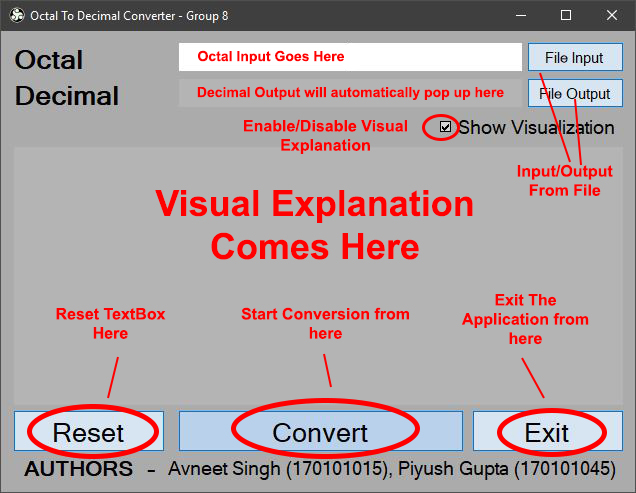 Octal To Decimal Converter - Group 8
Octal
Octal Input Goes Here
File Input
Decimal
Decimal Output will automatically pop up here
File Output
Enable/Disable Visual
Explanation
Show Visualization
Input/Output
From File
Visual Explanation
Comes Here
Reset TextBox
Here
Start Conversion from
here
Exit The
Application from
here
Reset
Convert
Exit
AUTHORS - Avneet Singh (170101015), Piyush Gupta (170101045)